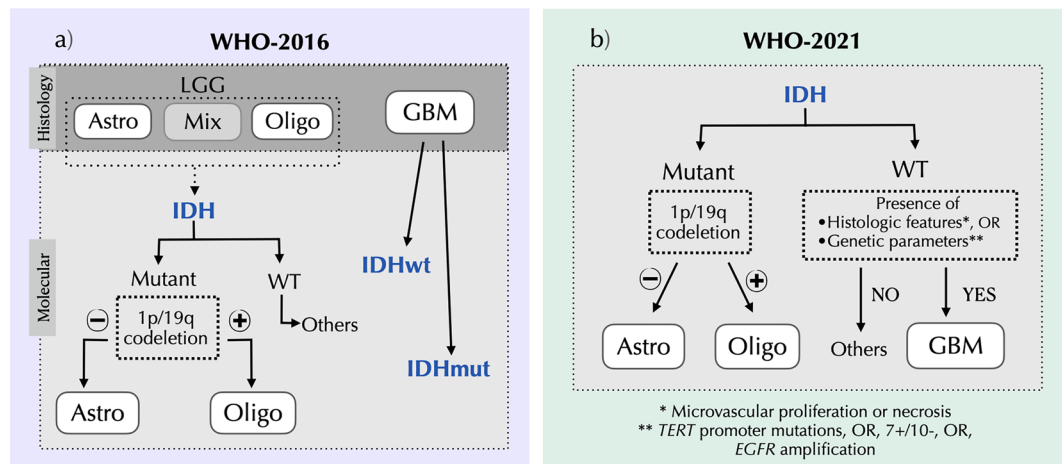 a)
WHO-2016
Histology
LGG
Astro
Mix
Oligo
GBM
Molecular
IDH
Mutant
WT
Others
1p/19q
codeletion
−
+
Astro
Oligo
IDHwt
IDHmut
b)
WHO-2021
IDH
Mutant
WT
1p/19q
codeletion
Presence of
•Histologic features*, OR
•Genetic parameters**
−
+
NO
YES
Astro
Oligo
Others
GBM
* Microvascular proliferation or necrosis
** TERT promoter mutations, OR, 7+/10-, OR,
EGFR amplification